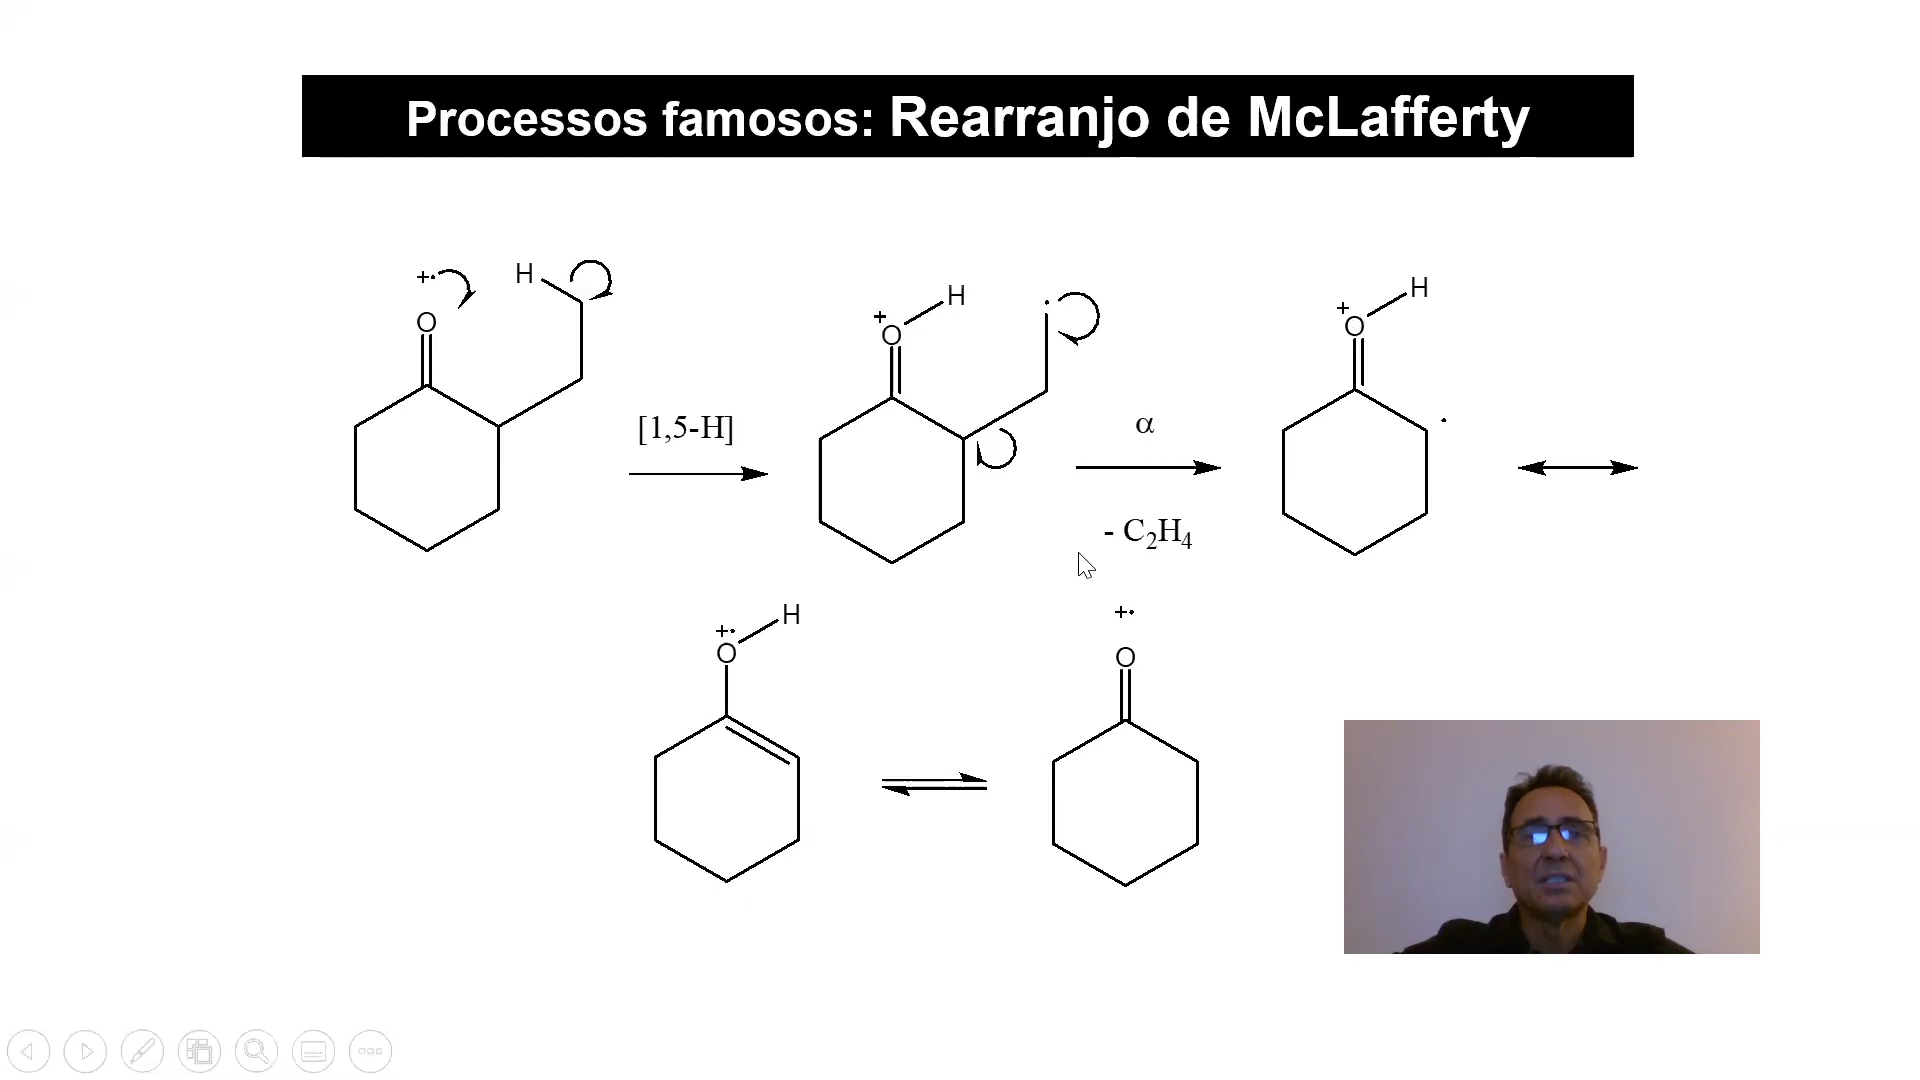 Processos famosos: Rearranjo de McLafferty
+• H
O
[1,5-H]
+ H
O
•
α
- C2H4
+ H
O
•
+• H
O
+•
O